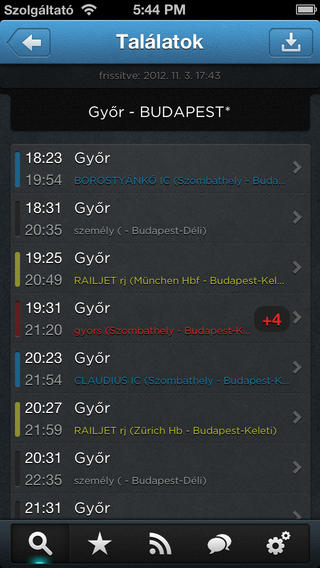 Szolgáltató 5:44 PM
Találatok
frissitve: 2012. 11. 3. 17:43
Győr - BUDAPEST*
18:23 Győr
19:54 BOROSTYÁNKŐ IC (Szombathely - Buda...
18:31 Győr
20:35 személy ( - Budapest-Déli)
19:25 Győr
20:49 RAILJET rj (München Hbf - Budapest-Kel...
19:31 Győr
+4
21:20 gyors (Szombathely - Budapest-K...
20:23 Győr
21:54 CLAUDIUS IC (Szombathely - Budapest-K...
20:27 Győr
21:59 RAILJET rj (Zürich Hb - Budapest-Keleti)
20:31 Győr
22:35 személy ( - Budapest-Déli)
21:31 Győr